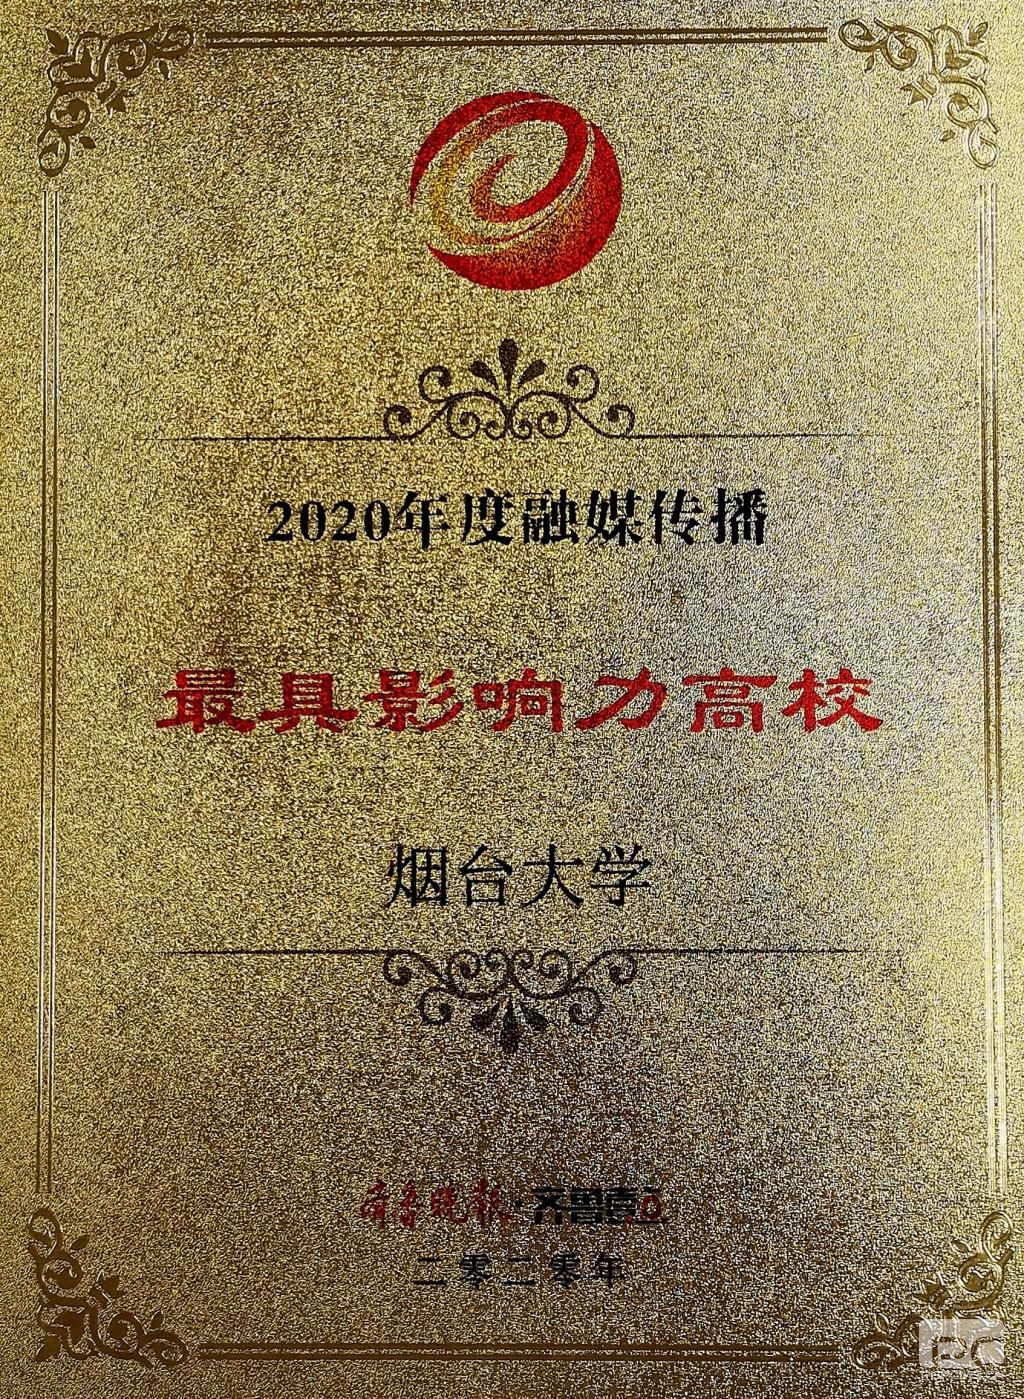 2020年度融媒传播
最具影响力高校
烟台大学
齐鲁晚报·齐鲁壹点
二零二零年